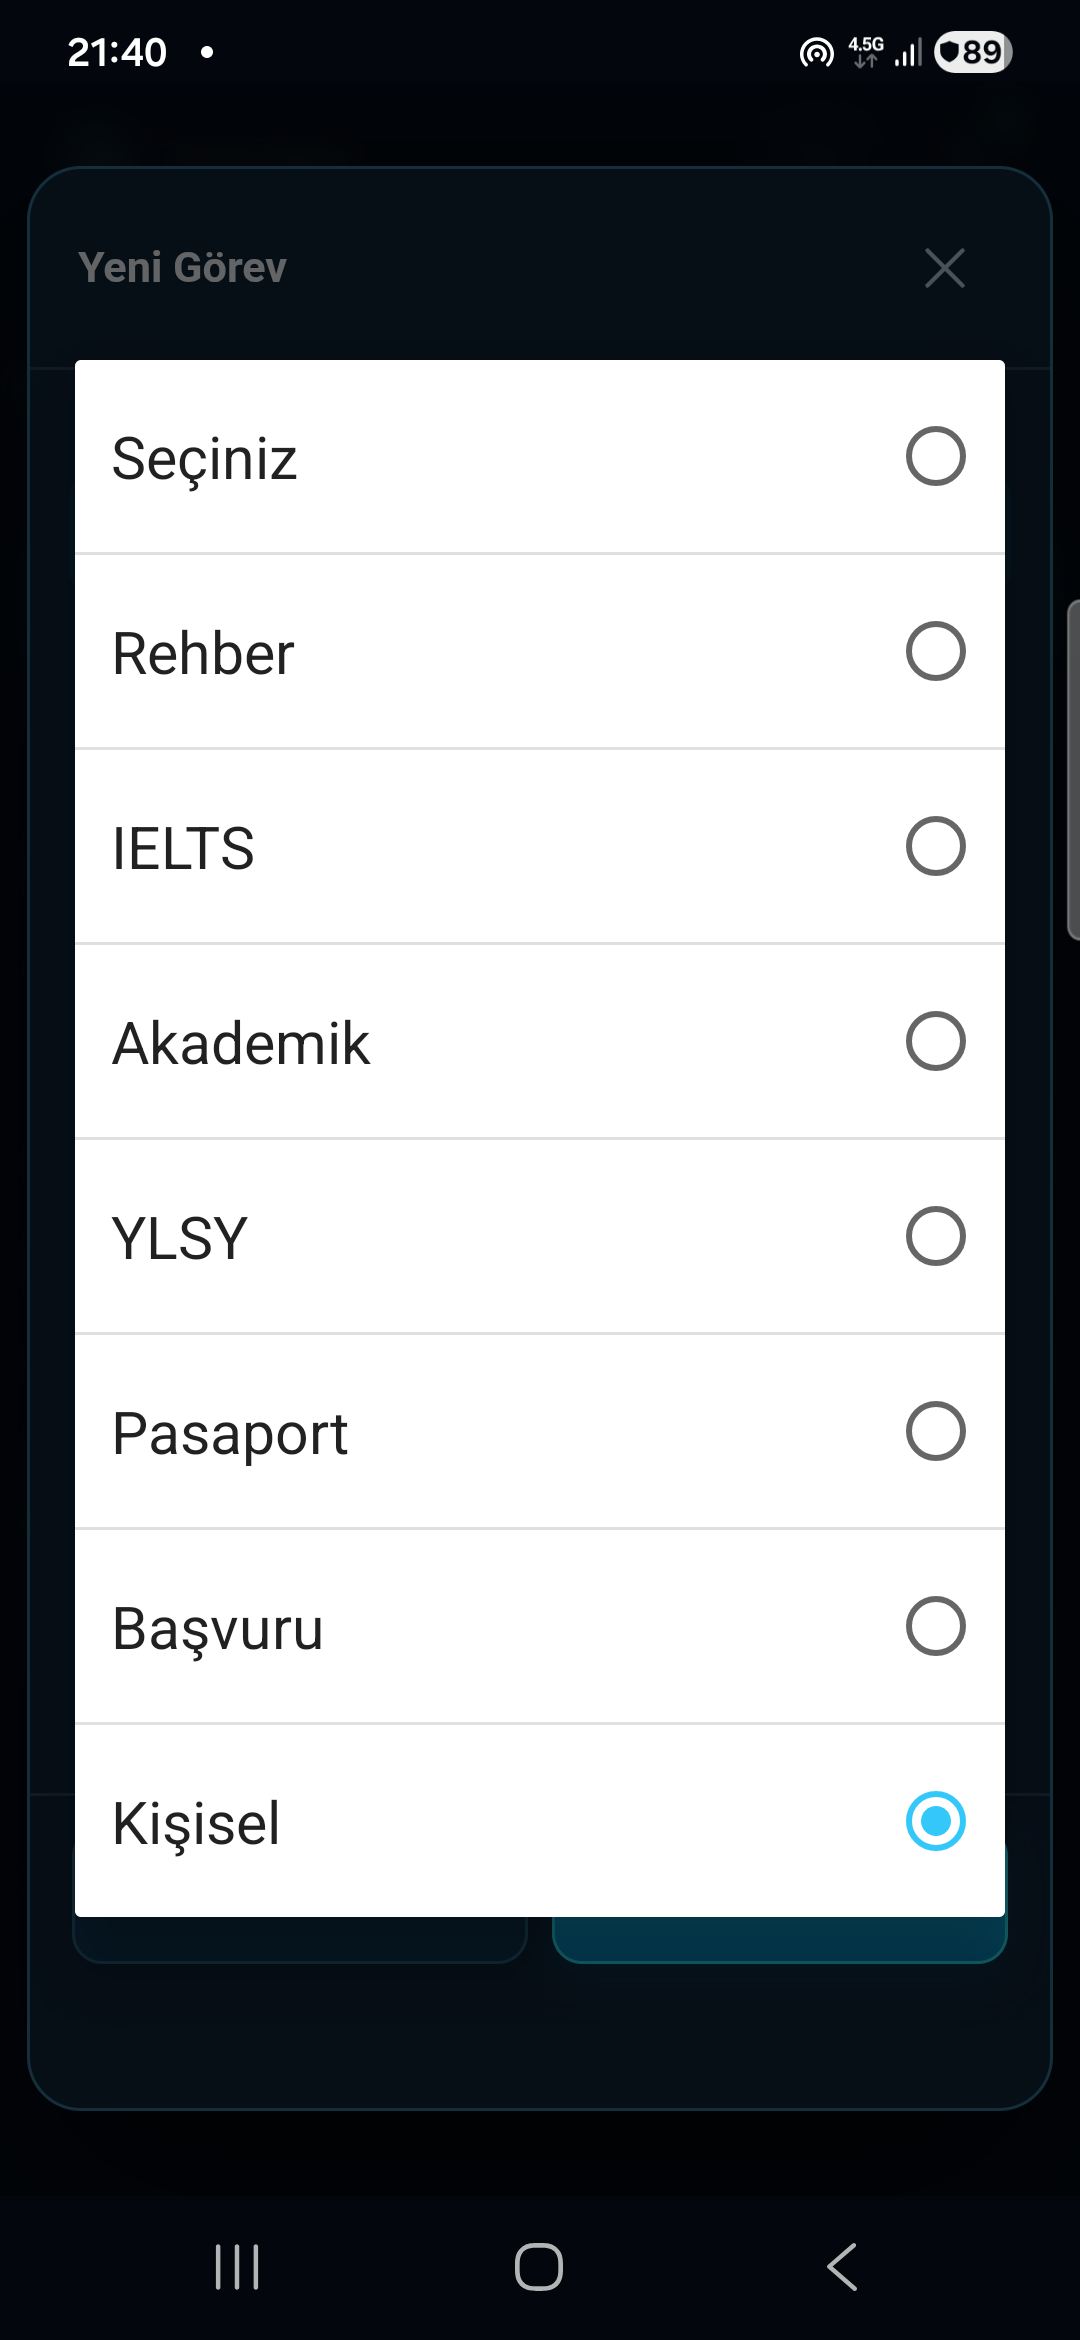 21:40
4.5G
89
Yeni Görev
Seçiniz
Rehber
IELTS
Akademik
YLSY
Pasaport
Başvuru
Kişisel